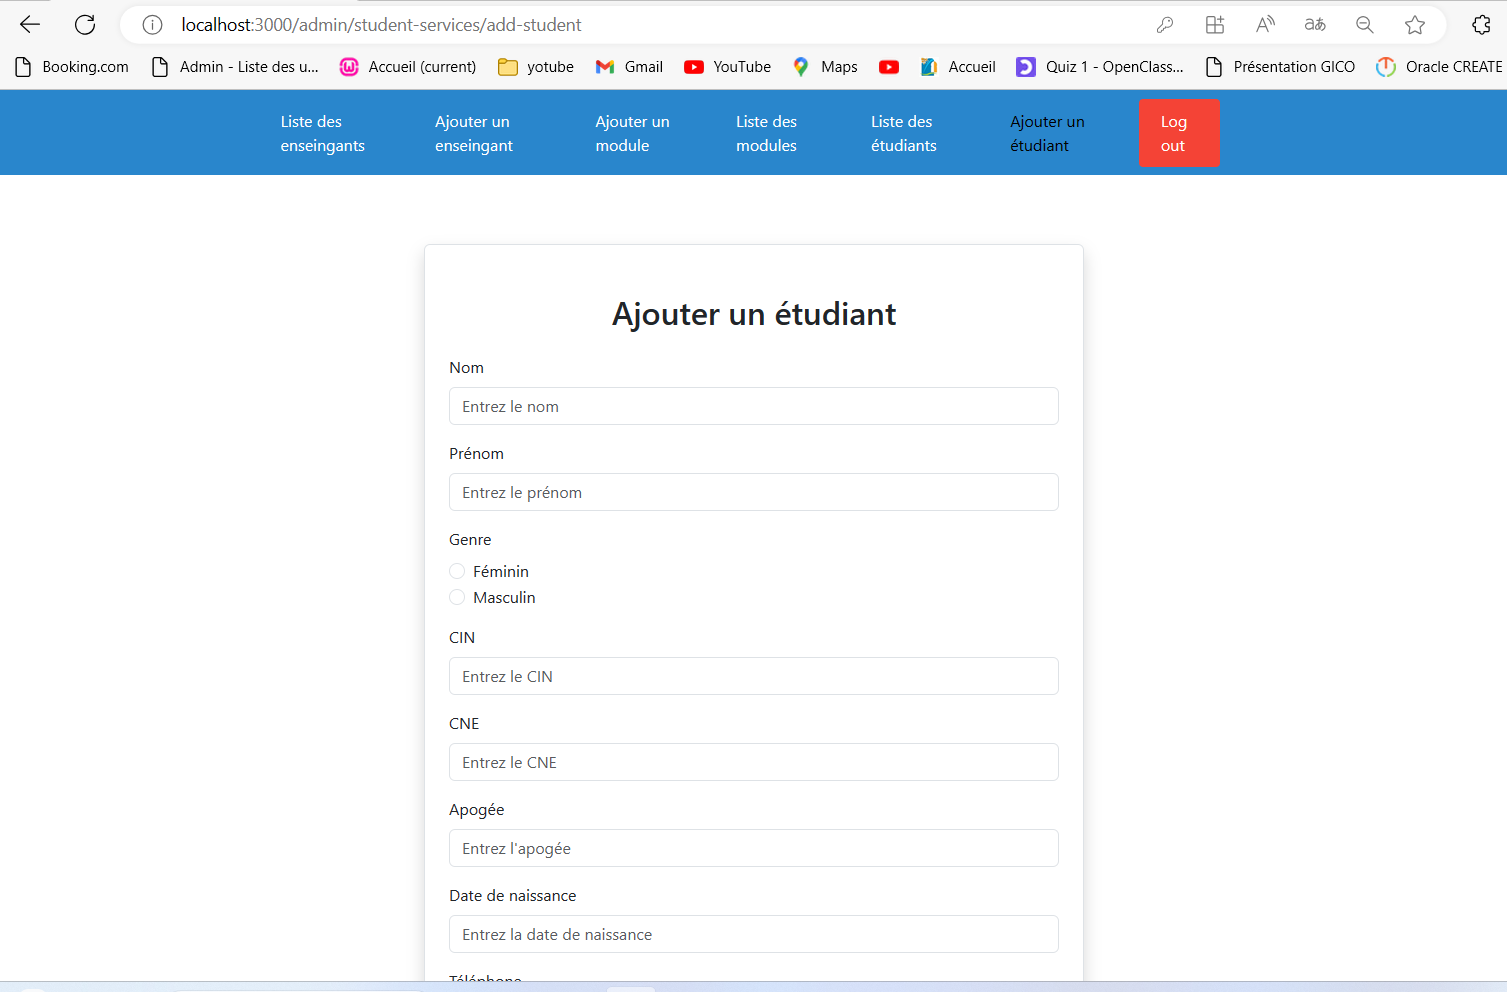 localhost:3000/admin/student-services/add-student
Booking.com Admin - Liste des u... Accueil (current) yotube Gmail YouTube Maps Accueil Quiz 1 - OpenClass... Présentation GICO Oracle CREATE
Liste des enseingants
Ajouter un enseingant
Ajouter un module
Liste des modules
Liste des étudiants
Ajouter un étudiant
Log out
Ajouter un étudiant
Nom
Entrez le nom
Prénom
Entrez le prénom
Genre
Féminin
Masculin
CIN
Entrez le CIN
CNE
Entrez le CNE
Apogée
Entrez l'apogée
Date de naissance
Entrez la date de naissance
Téléphone